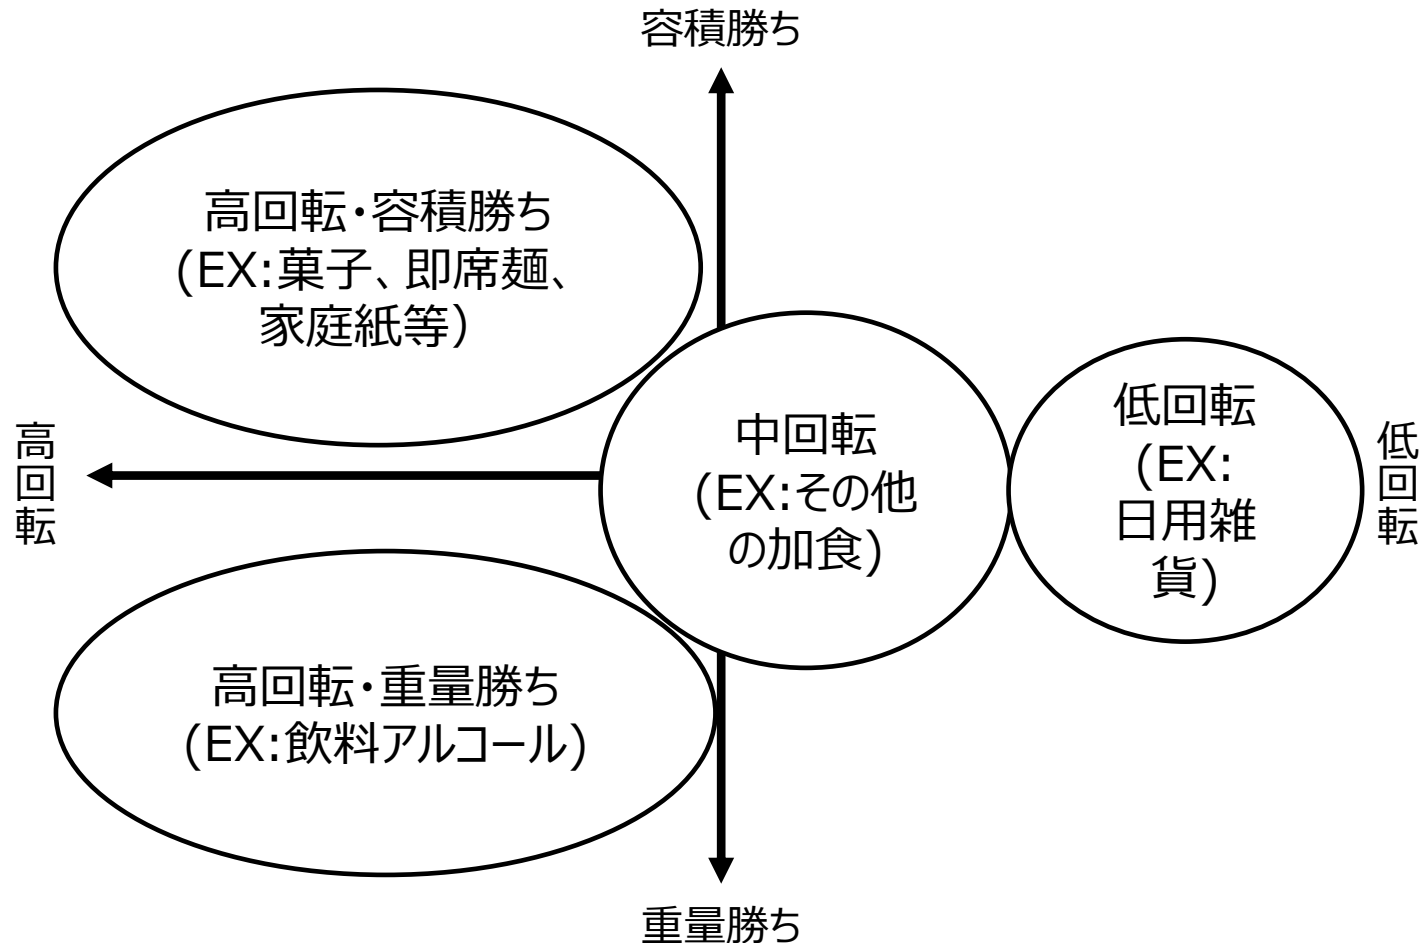 容積勝ち
高回転・容積勝ち
(EX:菓子、即席麺、
家庭紙等)
高回転
中回転
(EX:その他
の加食)
低回転
(EX:
日用雑
貨)
低回転
高回転・重量勝ち
(EX:飲料アルコール)
重量勝ち